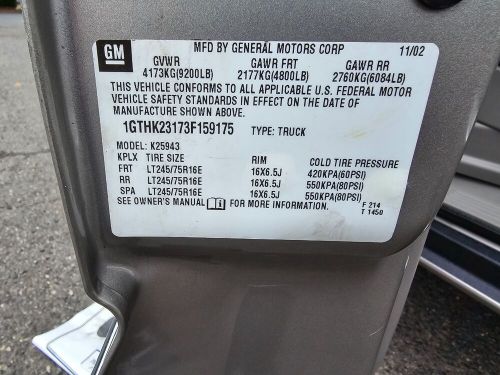 GM
MFD BY GENERAL MOTORS CORP 11/02
GVWR GAWR FRT GAWR RR
4173KG(9200LB) 2177KG(4800LB) 2760KG(6084LB)
THIS VEHICLE CONFORMS TO ALL APPLICABLE U.S. FEDERAL MOTOR
VEHICLE SAFETY STANDARDS IN EFFECT ON THE DATE OF
MANUFACTURE SHOWN ABOVE.
1GTHK23173F159175 TYPE: TRUCK
MODEL: K25943
KPLX TIRE SIZE RIM COLD TIRE PRESSURE
FRT LT245/75R16E 16X6.5J 420KPA(60PSI)
RR LT245/75R16E 16X6.5J 550KPA(80PSI)
SPA LT245/75R16E 16X6.5J 550KPA(80PSI)
SEE OWNER'S MANUAL FOR MORE INFORMATION. F 214
T 1450